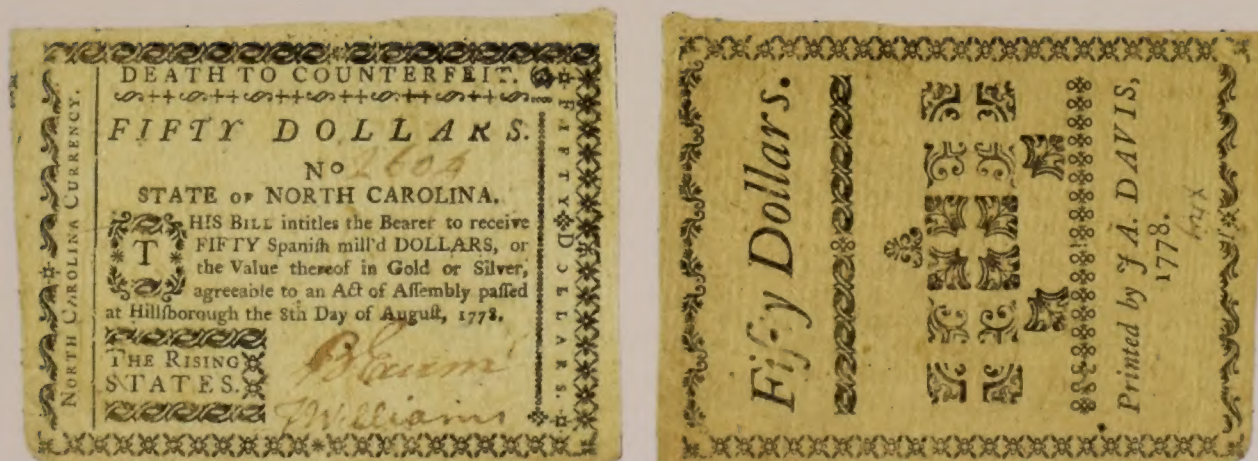 NORTH CAROLINA CURRENCY.
DEATH TO COUNTERFEIT.
FIFTY DOLLARS.
No 2604
STATE OF NORTH CAROLINA.
THIS BILL intitles the Bearer to receive
FIFTY Spaniſh mill'd DOLLARS, or
the Value thereof in Gold or Silver,
agreeable to an Act of Aſſembly paſſed
at Hillſborough the 8th Day of Auguſt, 1778.
THE RISING
STATES.
J Williams
FIFTY DOLLARS.
Fifty Dollars.
Printed by J A. DAVIS,
1778.